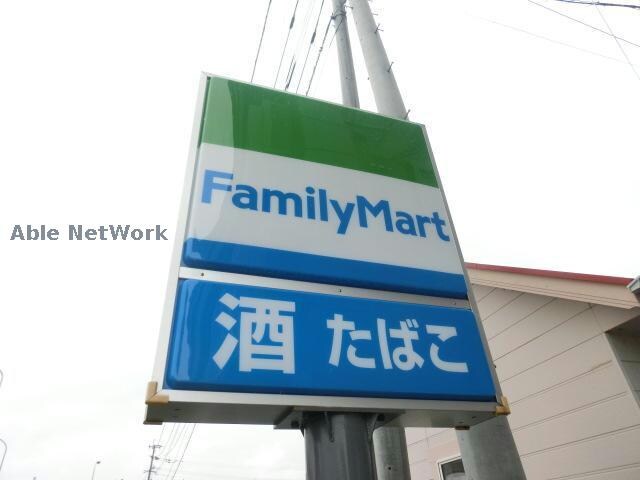 FamilyMart
Able NetWork
酒 たばこ